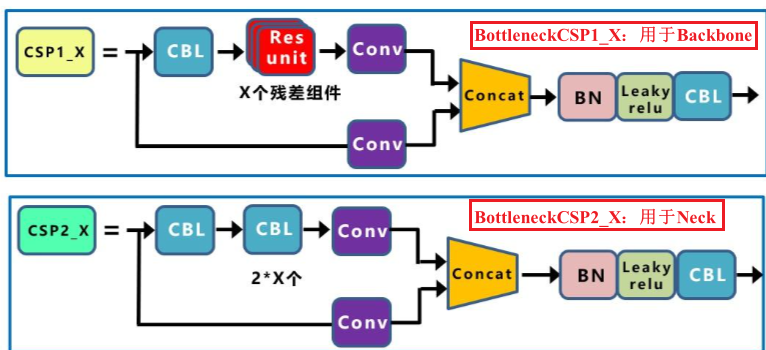 BottleneckCSP1_X：用于Backbone
CSP1_X
=
CBL
Res
unit
Conv
X个残差组件
Conv
Concat
BN
Leaky
relu
CBL
BottleneckCSP2_X：用于Neck
CSP2_X
=
CBL
CBL
Conv
2*X个
Conv
Concat
BN
Leaky
relu
CBL